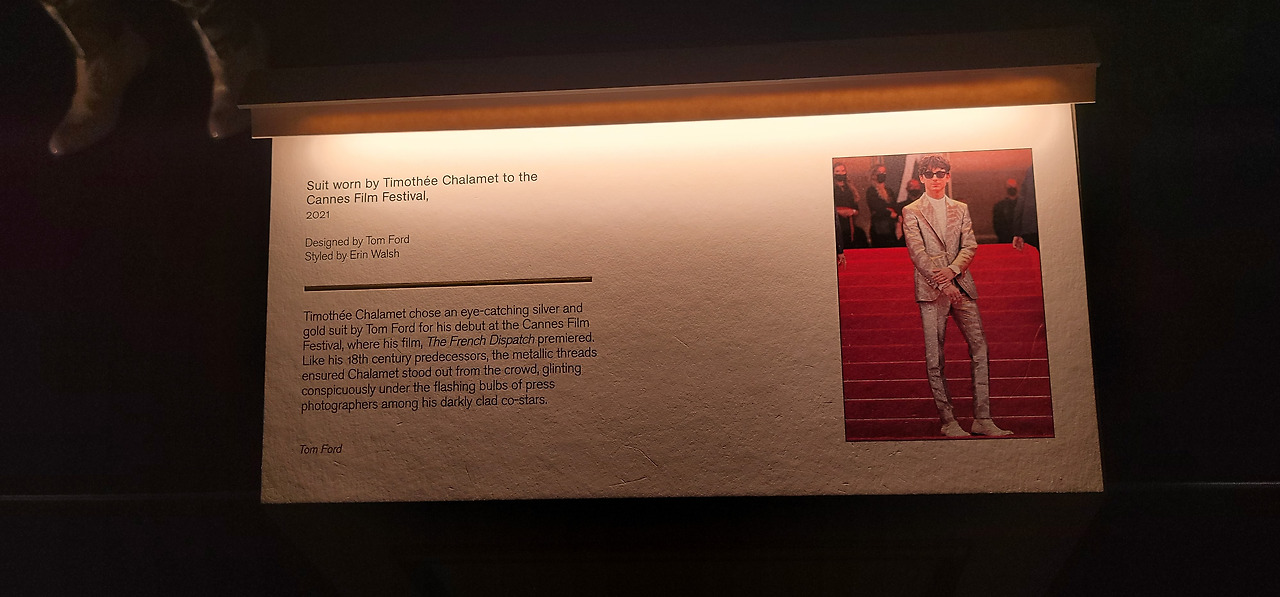 Suit worn by Timothée Chalamet to the
Cannes Film Festival,
2021
Designed by Tom Ford
Styled by Erin Walsh
Timothée Chalamet chose an eye-catching silver and
gold suit by Tom Ford for his debut at the Cannes Film
Festival, where his film, The French Dispatch premiered.
Like his 18th century predecessors, the metallic threads
ensured Chalamet stood out from the crowd, glinting
conspicuously under the flashing bulbs of press
photographers among his darkly clad co-stars.
Tom Ford